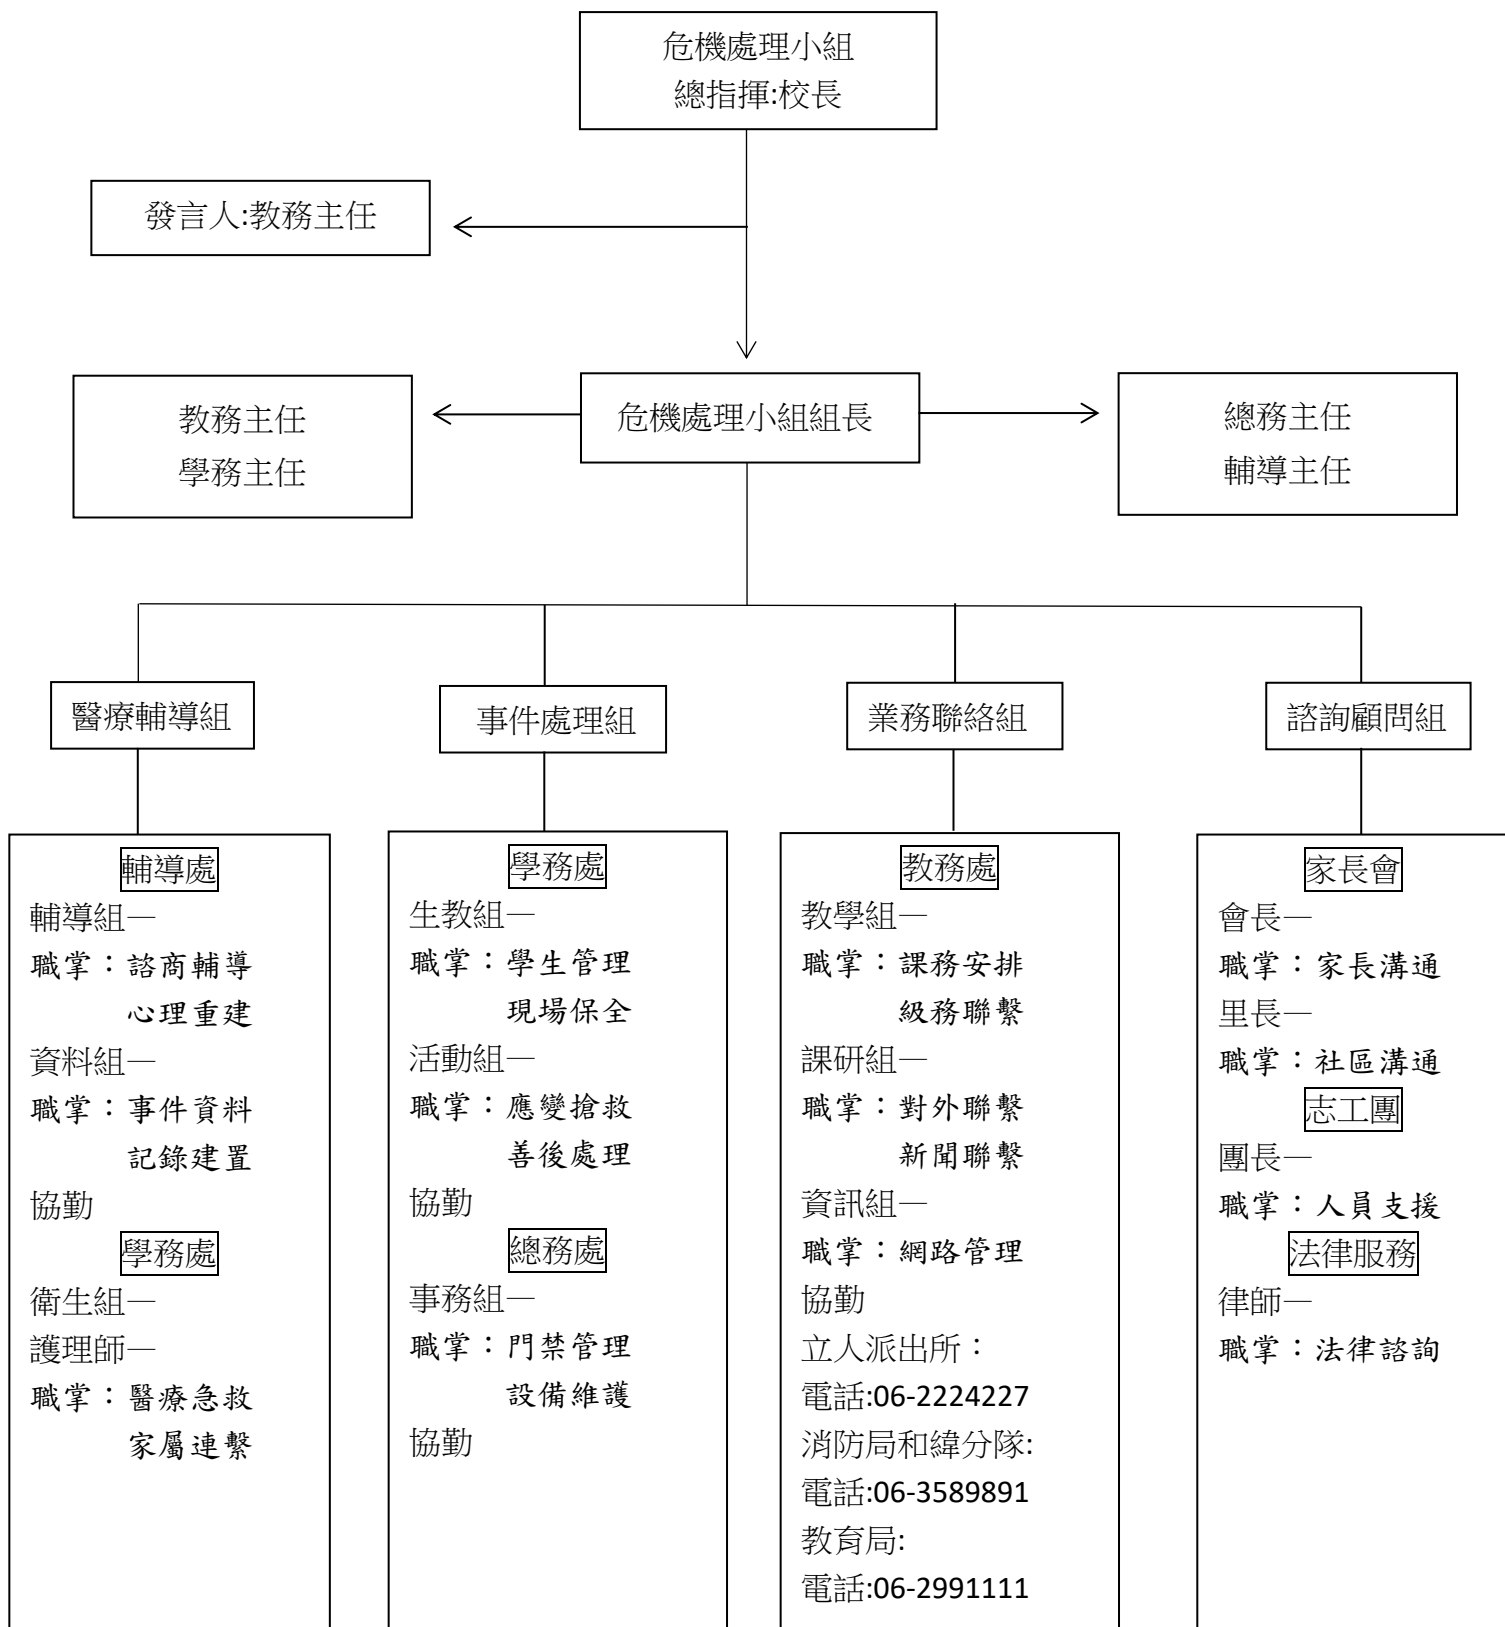 危機處理小組
總指揮:校長
發言人:教務主任
教務主任
學務主任
危機處理小組組長
總務主任
輔導主任
醫療輔導組
事件處理組
業務聯絡組
諮詢顧問組
輔導處
輔導組—
職掌：諮商輔導
心理重建
資料組—
職掌：事件資料
記錄建置
協勤
學務處
衛生組—
護理師—
職掌：醫療急救
家屬連繫
學務處
生教組—
職掌：學生管理
現場保全
活動組—
職掌：應變搶救
善後處理
協勤
總務處
事務組—
職掌：門禁管理
設備維護
協勤
教務處
教學組—
職掌：課務安排
級務聯繫
課研組—
職掌：對外聯繫
新聞聯繫
資訊組—
職掌：網路管理
協勤
立人派出所：
電話:06-2224227
消防局和緯分隊:
電話:06-3589891
教育局:
電話:06-2991111
家長會
會長—
職掌：家長溝通
里長—
職掌：社區溝通
志工團
團長—
職掌：人員支援
法律服務
律師—
職掌：法律諮詢